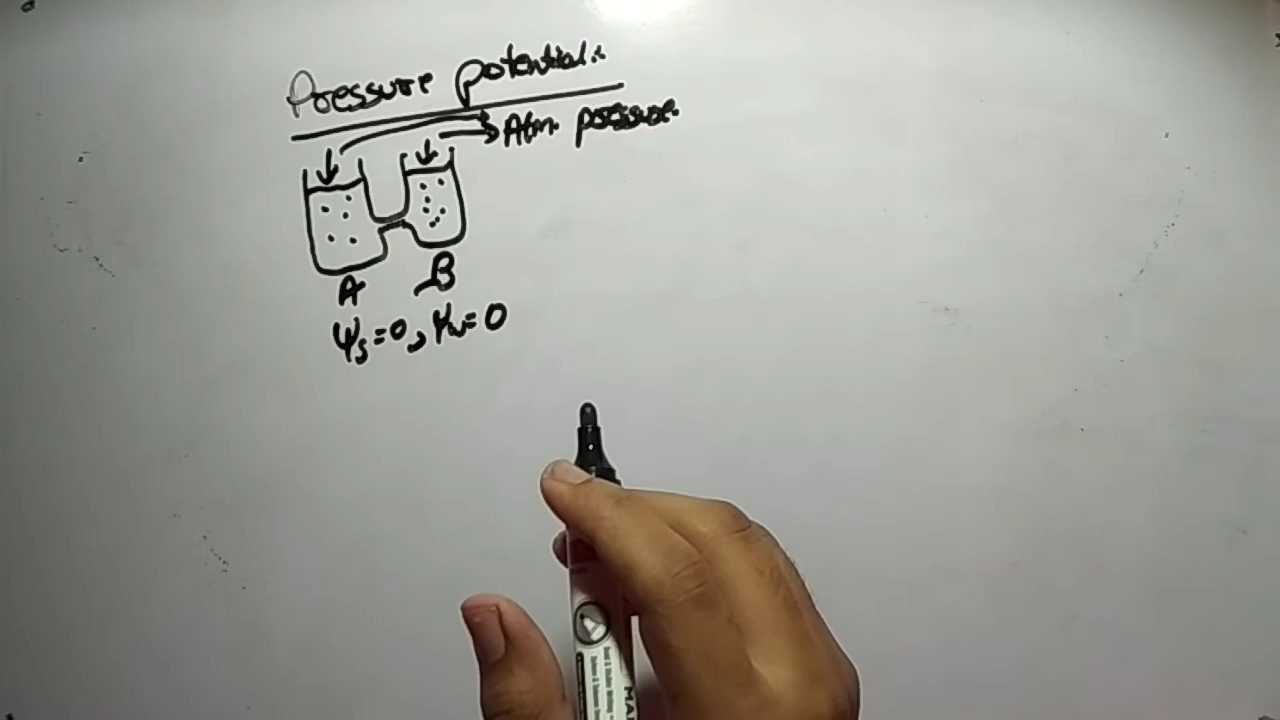 Pressure potential:
Atm. pressure.
A B
Ψs=0, Ψw=0